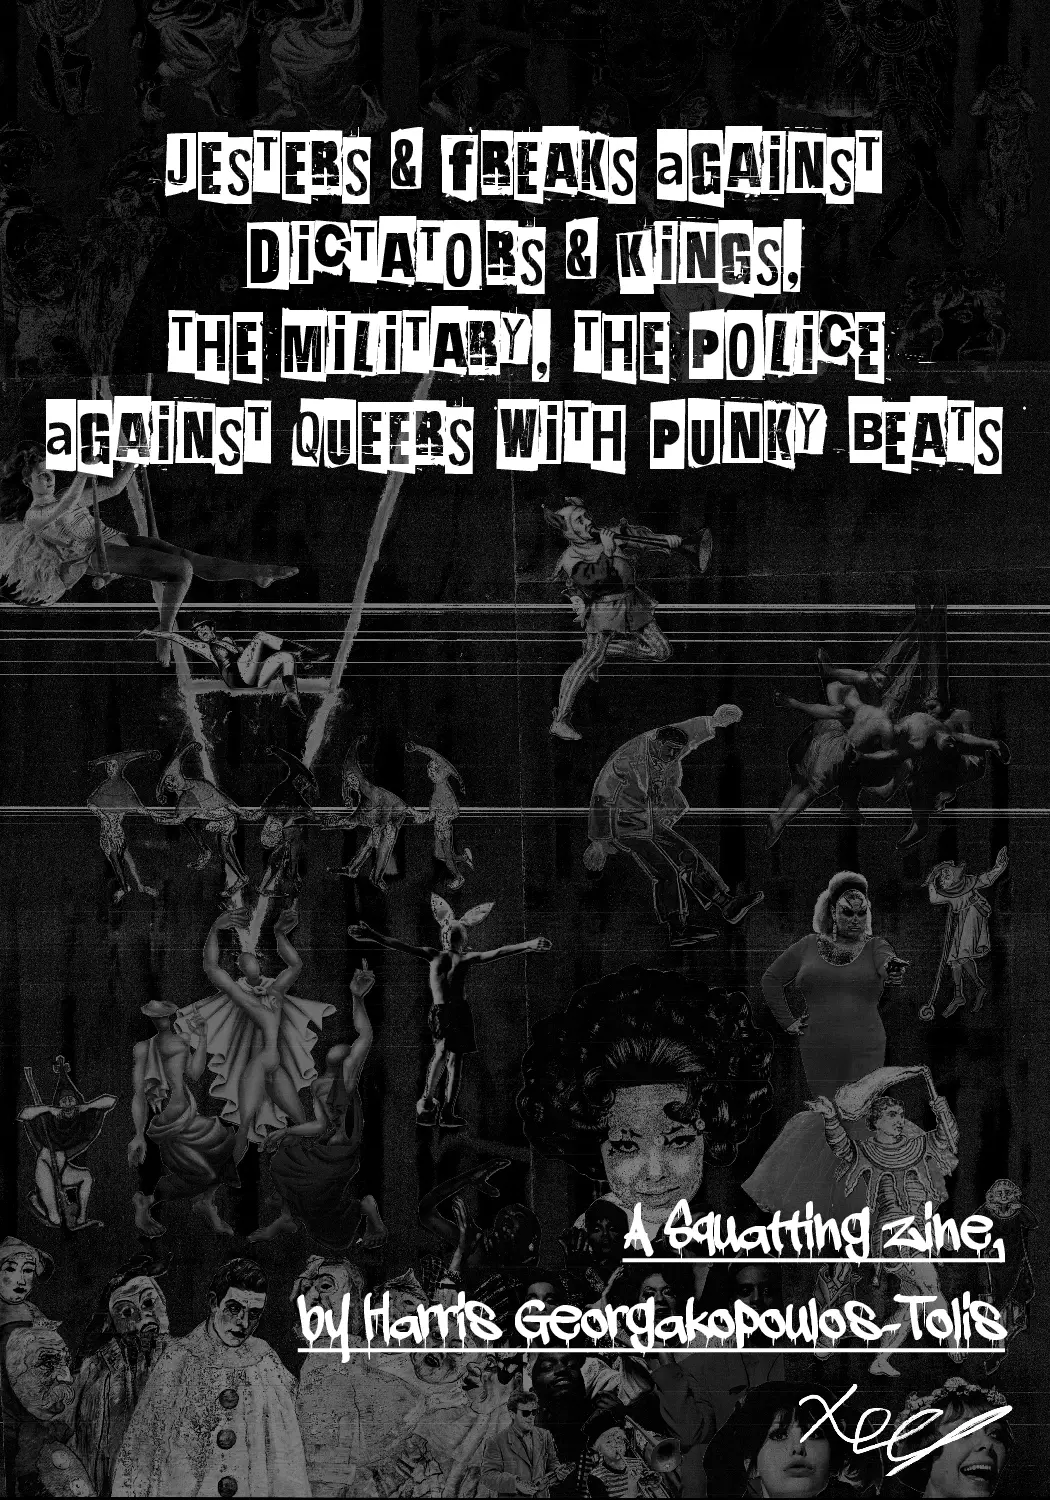 JESTERS & fREAKS aGAiNST
DiCTATORS & KiNGS,
THE MiLiTARY, THE POLiCE
aGAiNST QUEERS WiTH PUNKY BEATS
A Squatting zine,
by Harris Georgakopoulos-Tolis